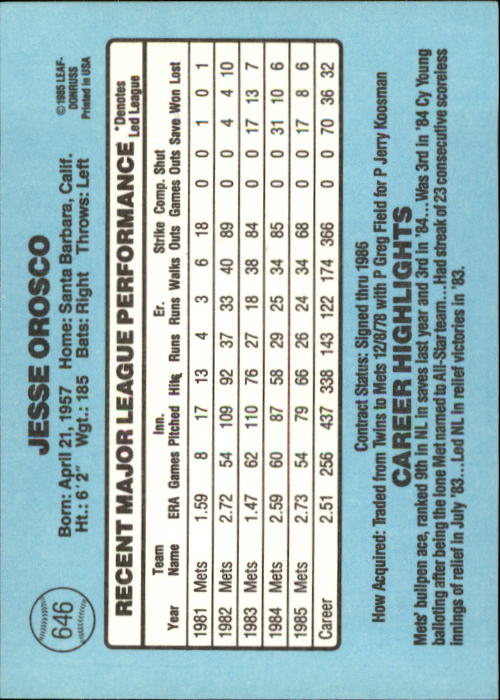 646
JESSE OROSCO
©1985 LEAF-
DONRUSS
Printed in USA
Born: April 21, 1957 Home: Santa Barbara, Calif.
Ht.: 6'2" Wgt.: 185 Bats: Right Throws: Left
RECENT MAJOR LEAGUE PERFORMANCE
*Denotes
Led League
Team Inn. Er. Strike Comp. Shut
Year Name ERA Games Pitched Hits Runs Runs Walks Outs Games Outs Save Won Lost
1981 Mets 1.59 8 17 13 4 3 6 18 0 0 1 0 1
1982 Mets 2.72 54 109 92 37 33 40 89 0 0 4 4 10
1983 Mets 1.47 62 110 76 27 18 38 84 0 0 17 13 7
1984 Mets 2.59 60 87 58 29 25 34 85 0 0 31 10 6
1985 Mets 2.73 54 79 66 26 24 34 68 0 0 17 8 6
Career 2.51 256 437 338 143 122 174 366 0 0 70 36 32
Contract Status: Signed thru 1986
How Acquired: Traded from Twins to Mets 12/8/78 with P Greg Field for P Jerry Koosman
CAREER HIGHLIGHTS
Mets' bullpen ace, ranked 9th in NL in saves last year and 3rd in '84...Was 3rd in '84 Cy Young
balloting after being the lone Met named to All-Star team...Had streak of 23 consecutive scoreless
innings of relief in July '83...Led NL in relief victories in '83.